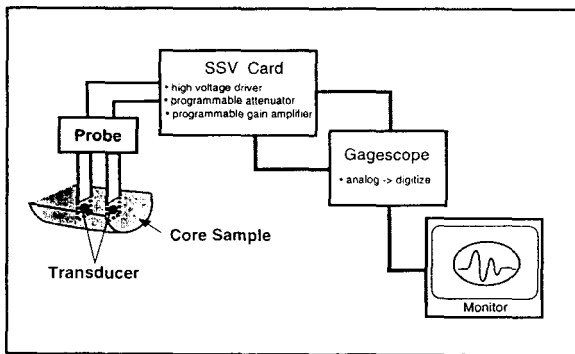 SSV Card
• high voltage driver
• programmable attenuator
• programmable gain amplifier
Probe
Gagescope
• analog -> digitize
Core Sample
Transducer
Monitor